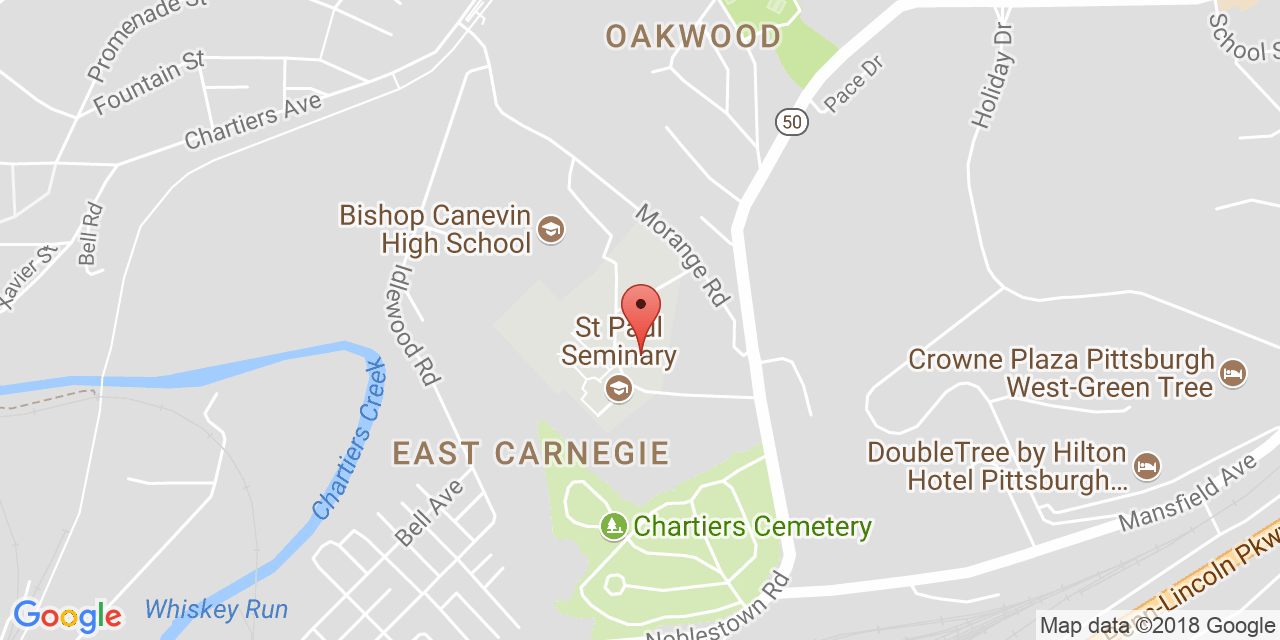 Promenade St
OAKWOOD
School S
Fountain St
Pace Dr
Holiday Dr
Chartiers Ave
50
Bell Rd
Bishop Canevin
High School
Morange Rd
Xavier St
Idlewood Rd
St Paul
Seminary
Crowne Plaza Pittsburgh
West-Green Tree
Chartiers Creek
EAST CARNEGIE
DoubleTree by Hilton
Hotel Pittsburgh...
Mansfield Ave
Bell Ave
Chartiers Cemetery
n-Lincoln Pkw
Noblestown Rd
Whiskey Run
Google
Map data ©2018 Google